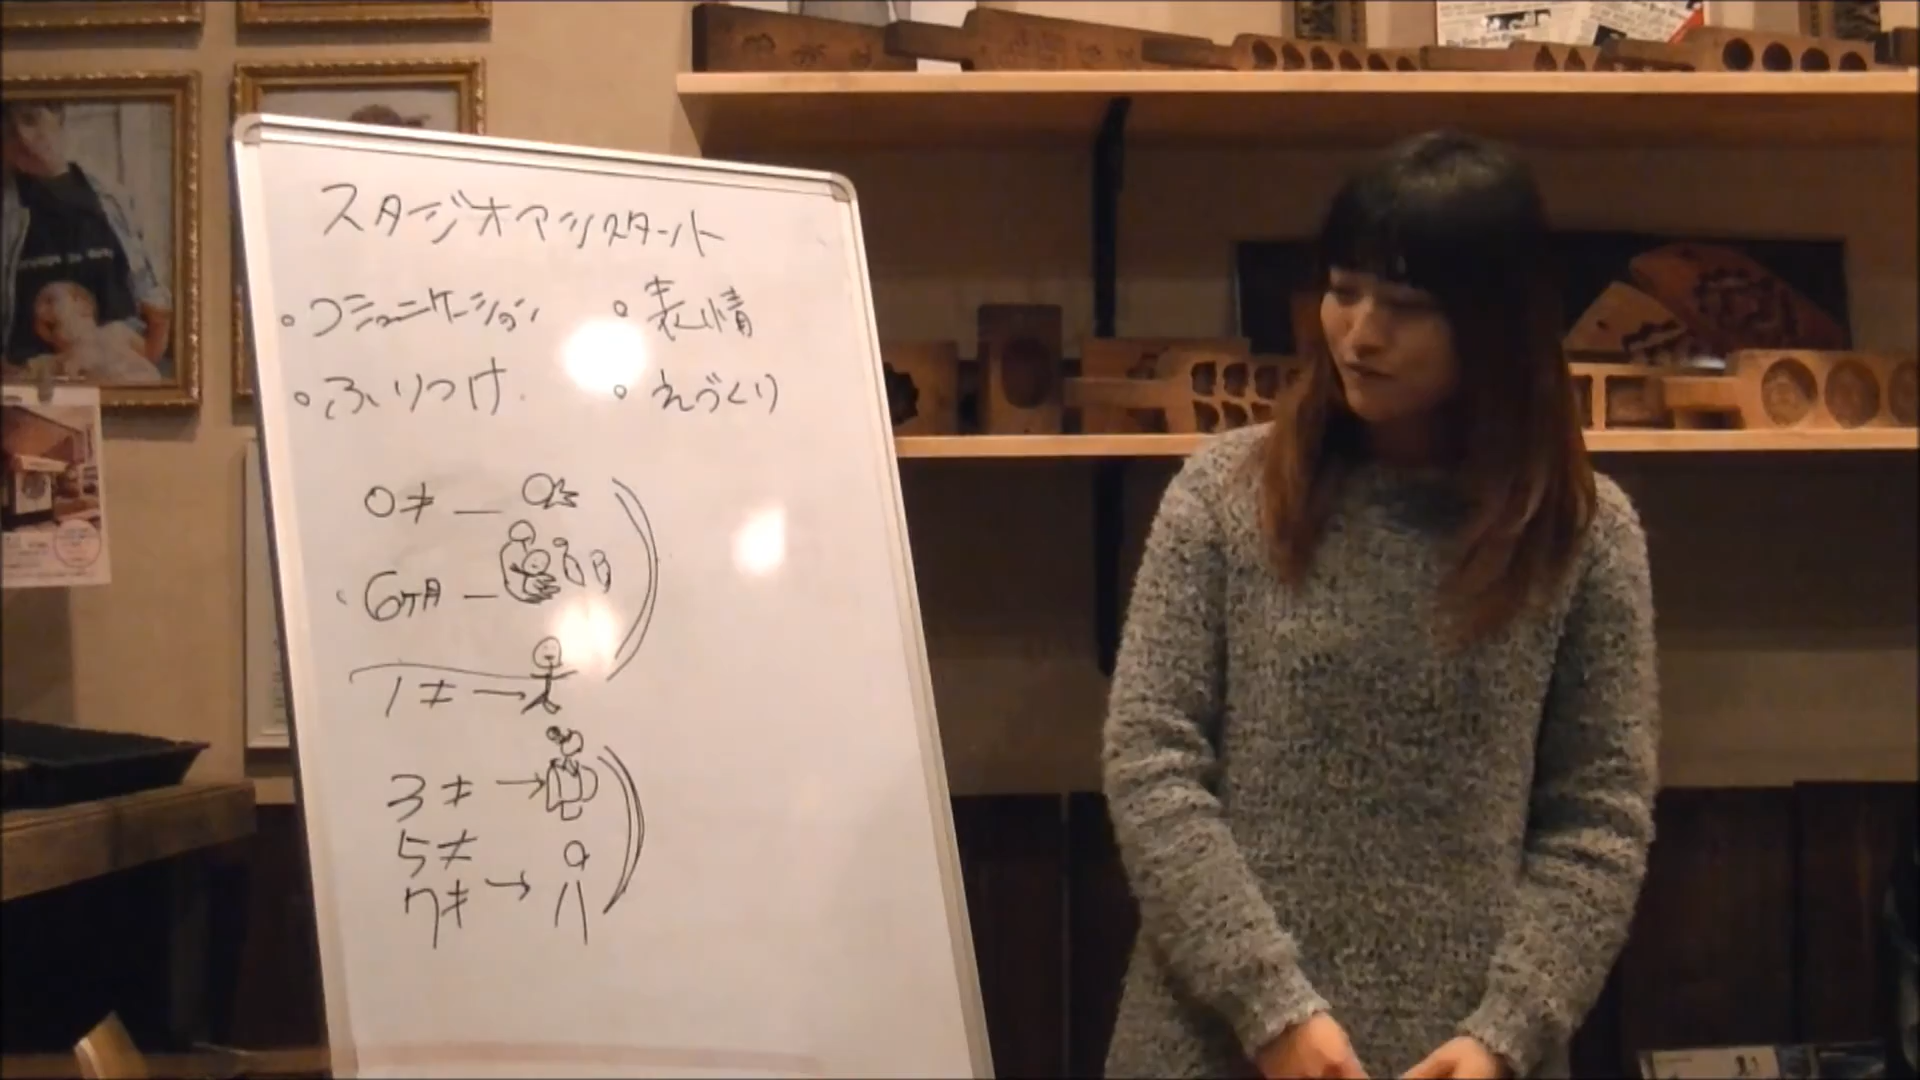 スタジオアシスタント
・コミュニケーション ・表情
・ふりつけ ・えづくり
0才
6ヶ月
1才
3才
5才
7才